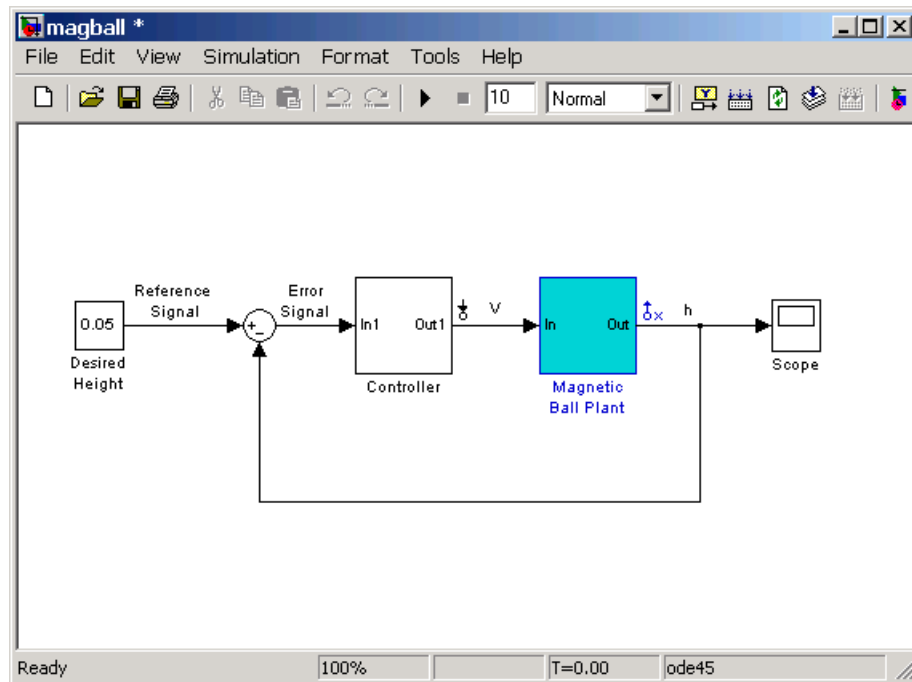 magball *
File Edit View Simulation Format Tools Help
10 Normal
Reference
Signal
Error
Signal
0.05
Desired
Height
+
-
In1 Out1
Controller
V
In Out
Magnetic
Ball Plant
x
h
Scope
Ready 100% T=0.00 ode45